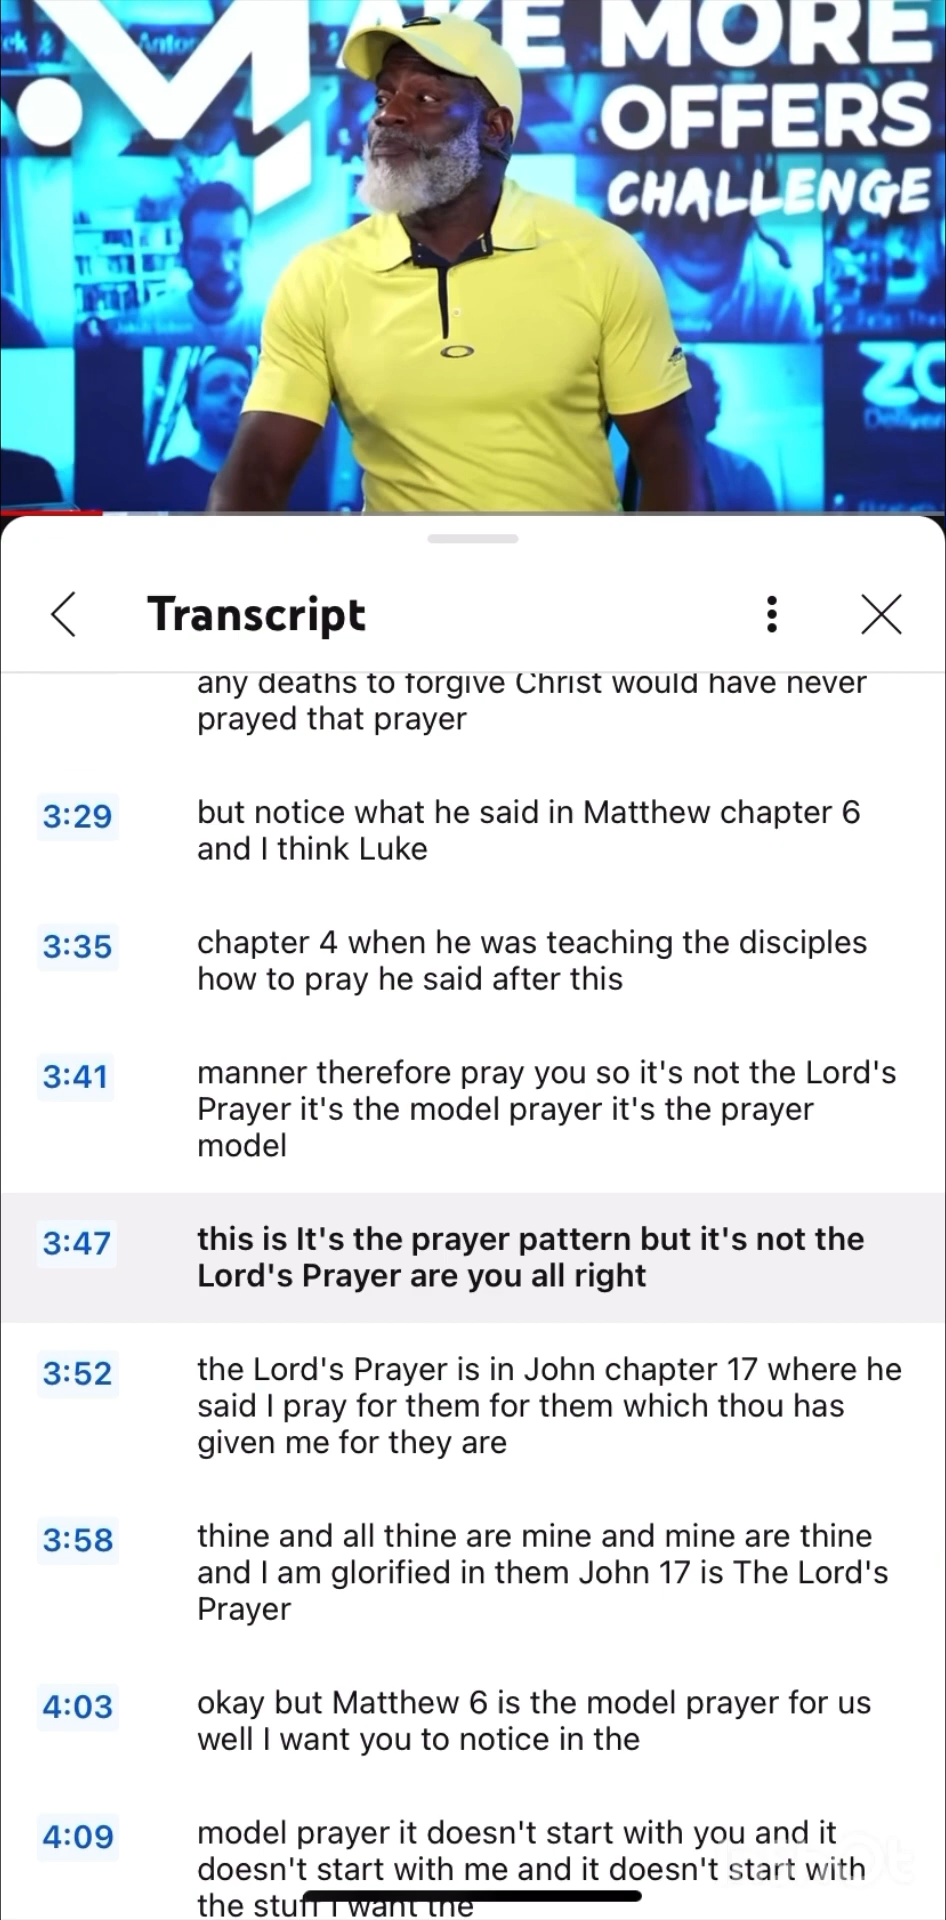 MAKE MORE
OFFERS
CHALLENGE
ZO
Deliver
Transcript
any deaths to forgive Christ would have never
prayed that prayer
3:29
but notice what he said in Matthew chapter 6
and I think Luke
3:35
chapter 4 when he was teaching the disciples
how to pray he said after this
3:41
manner therefore pray you so it's not the Lord's
Prayer it's the model prayer it's the prayer
model
3:47
this is It's the prayer pattern but it's not the
Lord's Prayer are you all right
3:52
the Lord's Prayer is in John chapter 17 where he
said I pray for them for them which thou has
given me for they are
3:58
thine and all thine are mine and mine are thine
and I am glorified in them John 17 is The Lord's
Prayer
4:03
okay but Matthew 6 is the model prayer for us
well I want you to notice in the
4:09
model prayer it doesn't start with you and it
doesn't start with me and it doesn't start with
the stuff I want the